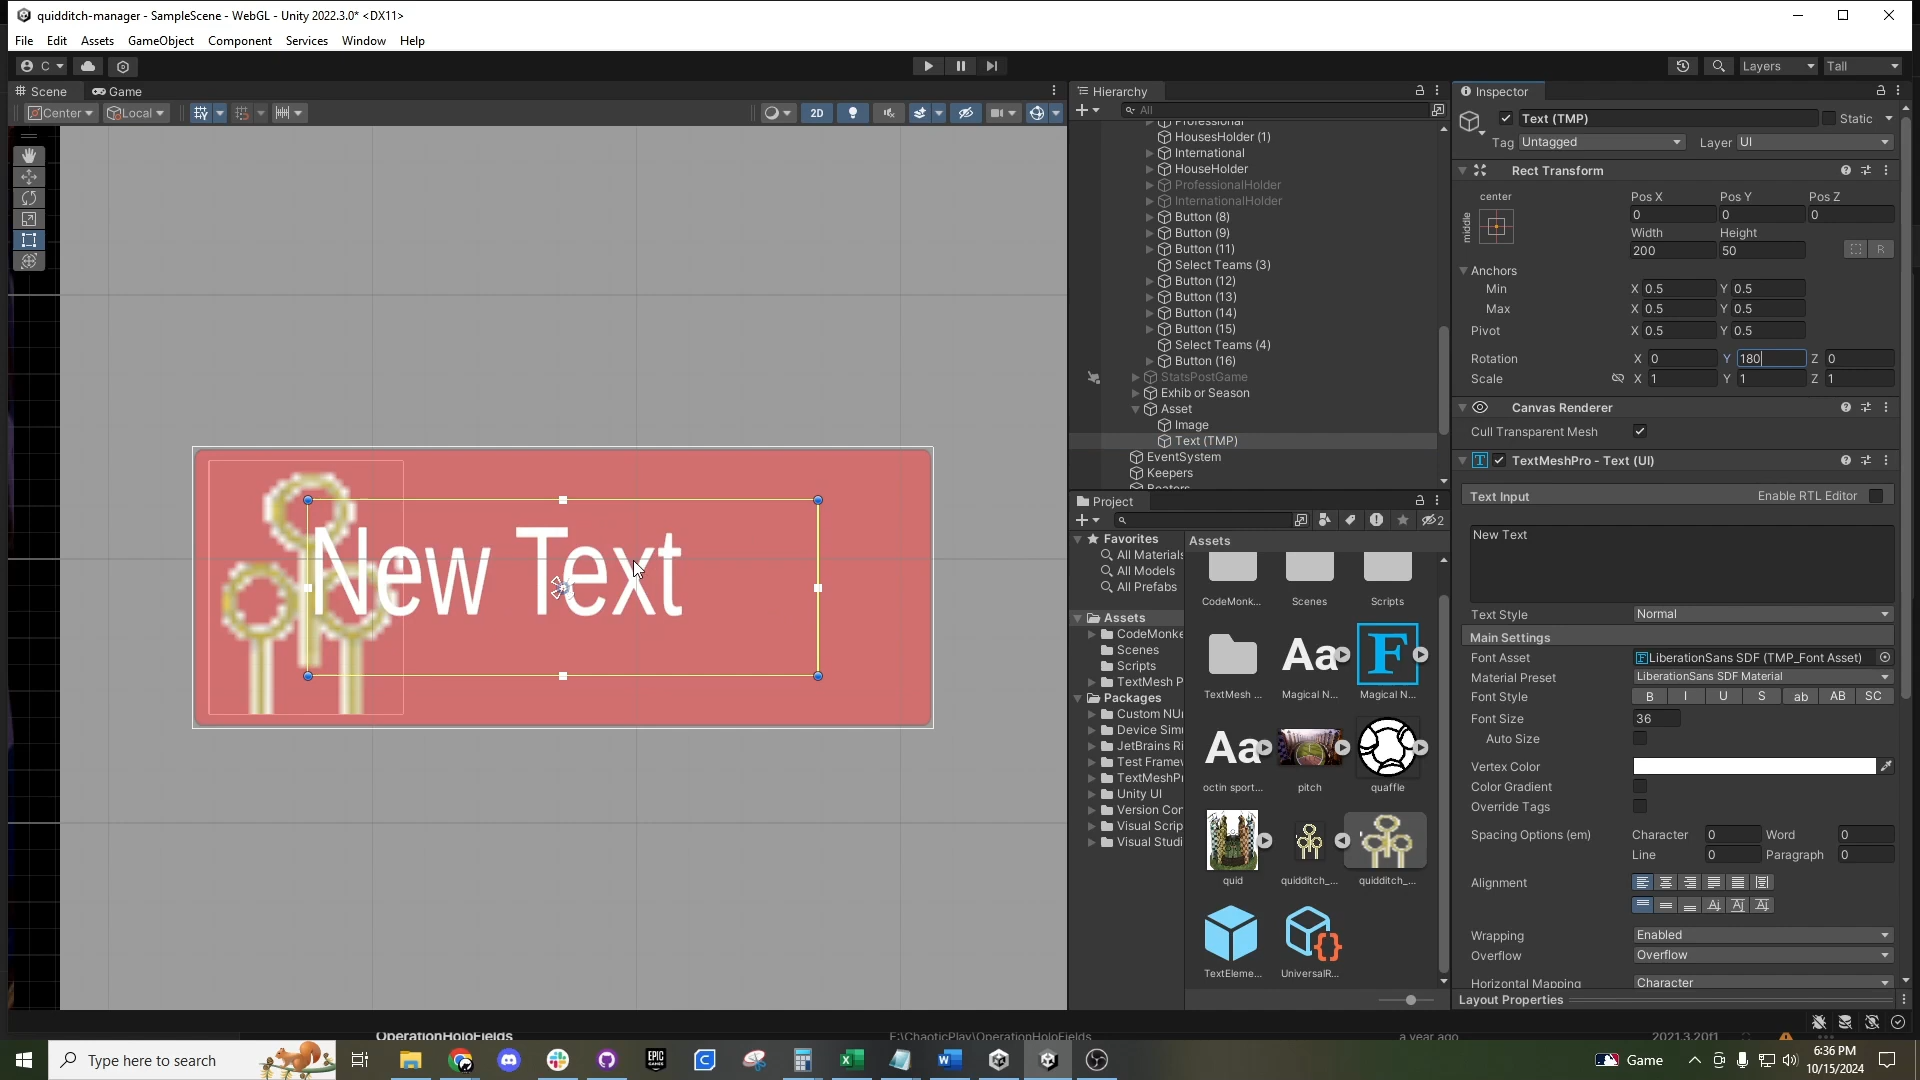 quidditch-manager - SampleScene - WebGL - Unity 2022.3.0* <DX11>
File Edit Assets GameObject Component Services Window Help
C
Layers
Tall
Scene Game
Center Local
2D
New Text
Hierarchy
All
Professional
HousesHolder (1)
International
HouseHolder
ProfessionalHolder
InternationalHolder
Button (8)
Button (9)
Button (11)
Select Teams (3)
Button (12)
Button (13)
Button (14)
Button (15)
Select Teams (4)
Button (16)
StatsPostGame
Exhib or Season
Asset
Image
Text (TMP)
EventSystem
Keepers
Beaters
Project
2
Favorites
All Materials
All Models
All Prefabs
Assets
CodeMonke
Scenes
Scripts
TextMesh P
Packages
Custom NU
Device Sim
JetBrains Ri
Test Framew
TextMeshPr
Unity UI
Version Cor
Visual Scrip
Visual Studi
Assets
CodeMonk...
Scenes
Scripts
TextMesh ...
Magical N...
Magical N...
octin sport...
pitch
quaffle
quid
quidditch_...
quidditch_...
TextEleme...
UniversalR...
Inspector
Text (TMP) Static
Tag Untagged Layer UI
Rect Transform
center
middle
Pos X Pos Y Pos Z
0 0 0
Width Height
200 50
R
Anchors
Min X 0.5 Y 0.5
Max X 0.5 Y 0.5
Pivot X 0.5 Y 0.5
Rotation X 0 Y 180 Z 0
Scale X 1 Y 1 Z 1
Canvas Renderer
Cull Transparent Mesh
TextMeshPro - Text (UI)
Text Input Enable RTL Editor
New Text
Text Style Normal
Main Settings
Font Asset LiberationSans SDF (TMP_Font Asset)
Material Preset LiberationSans SDF Material
Font Style B I U S ab AB SC
Font Size 36
Auto Size
Vertex Color
Color Gradient
Override Tags
Spacing Options (em) Character 0 Word 0
Line 0 Paragraph 0
Alignment
Wrapping Enabled
Overflow Overflow
Horizontal Mapping Character
Layout Properties
OperationHoloFields F:\ChaoticPlay\OperationHoloFields a year ago 2021.3.20f1
Type here to search
Game
6:36 PM
10/15/2024